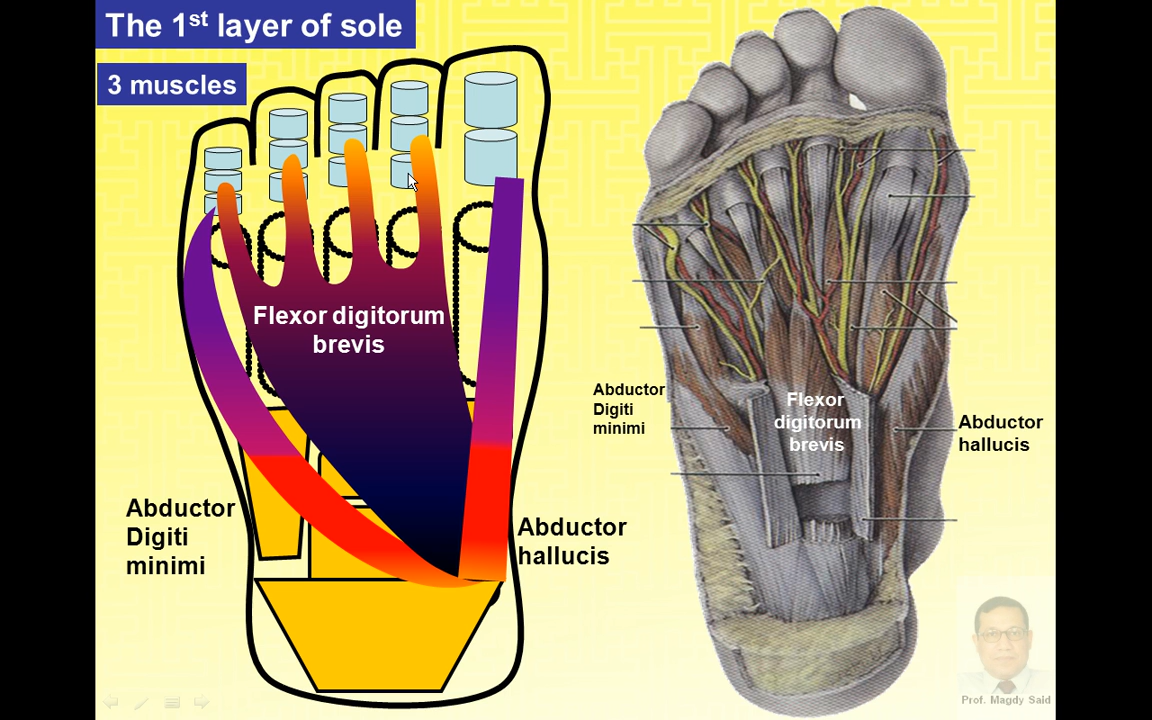 The 1st layer of sole
3 muscles
Flexor digitorum
brevis
Abductor
Digiti
minimi
Abductor
hallucis
Abductor
Digiti
minimi
Flexor
digitorum
brevis
Abductor
hallucis
Prof. Magdy Said